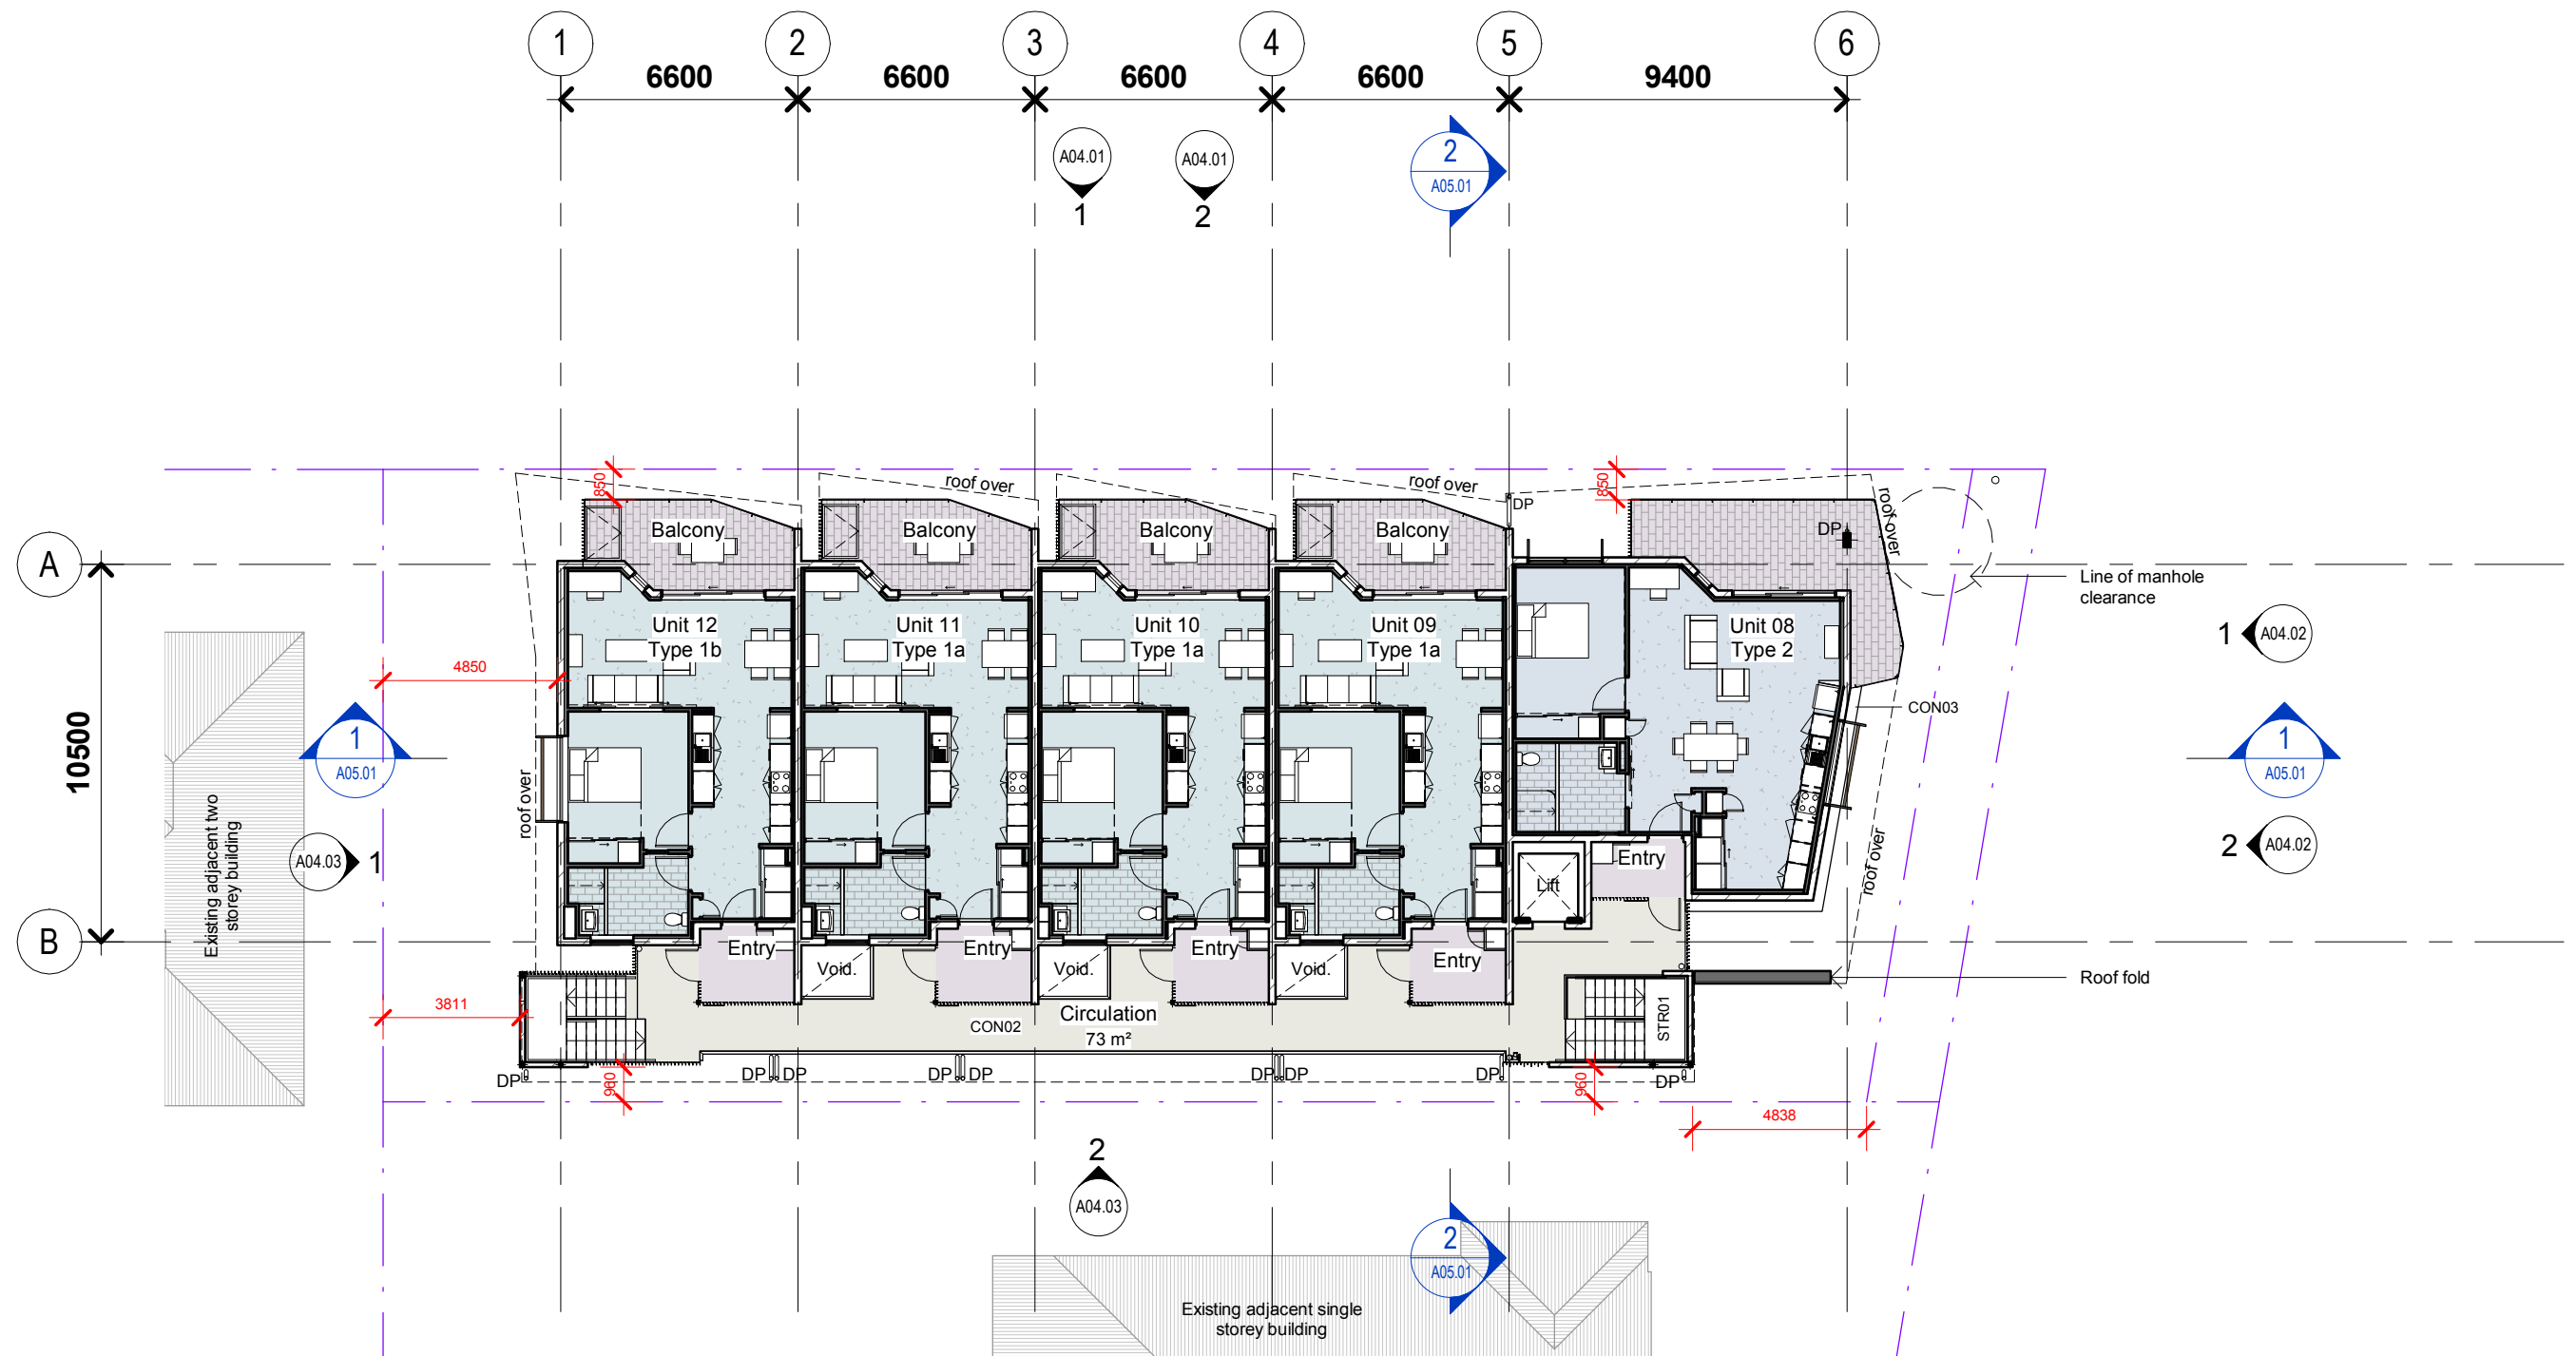 1 2 3 4 5 6
6600 6600 6600 6600 9400
A04.01
1
A04.01
2
2
A05.01
850
roof over
roof over
850
roof over
DP
DP
roof over
Balcony
Balcony
Balcony
Balcony
A
Line of manhole
clearance
Unit 12
Type 1b
Unit 11
Type 1a
Unit 10
Type 1a
Unit 09
Type 1a
Unit 08
Type 2
1 A04.02
4850
CON03
10500
1
A05.01
1
A05.01
roof over
Existing adjacent two
storey building
A04.03 1
2 A04.02
roof over
Entry
Lift
B
Entry
Entry
Entry
Entry
Void.
Void.
Void.
Roof fold
3811
CON02
Circulation
73 m²
STR01
DP
960
DP DP
DP DP
DP DP
DP
960
DP
4838
2
A04.03
2
A05.01
Existing adjacent single
storey building